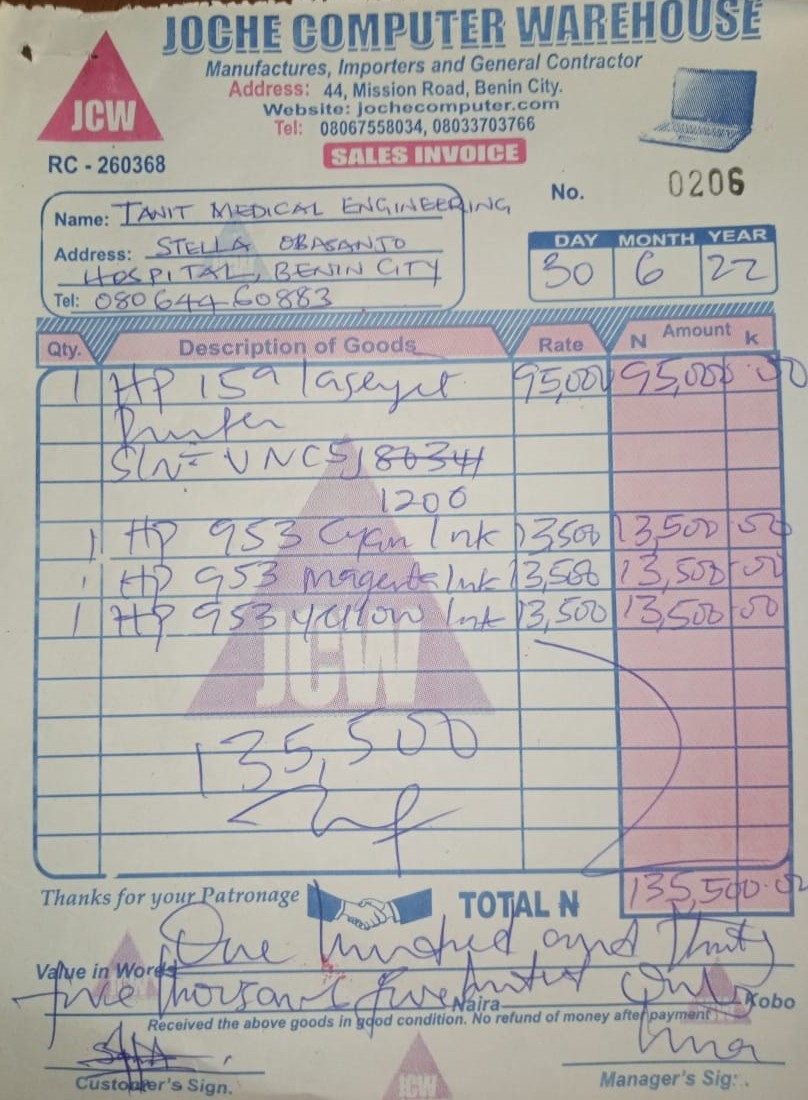 JOCHE COMPUTER WAREHOUSE
Manufactures, Importers and General Contractor
Address: 44, Mission Road, Benin City.
Website: jochecomputer.com
Tel: 08067558034, 08033703766
JCW
RC - 260368
SALES INVOICE
No. 0206
Name: TANIT MEDICAL ENGINEERING
Address: STELLA OBASANJO
HOSPITAL, BENIN CITY
Tel: 08064460883
DAY MONTH YEAR
30 6 22
Qty. Description of Goods Rate N Amount k
1 HP 159 laserjet 95,000 95,000.00
Printer
S/N= VNC5J
1200
1 HP 953 Cyan Ink 13,500 13,500.00
1 HP 953 Magenta Ink 13,500 13,500.00
1 HP 953 Yellow Ink 13,500 13,500.00
JCW
135,500
Thanks for your Patronage TOTAL N 135,500.00
One hundred and Thirty
Value in Words
five thousand five hundred Only
Naira Kobo
Received the above goods in good condition. No refund of money after payment
Customer's Sign. Manager's Sig:.
JCW